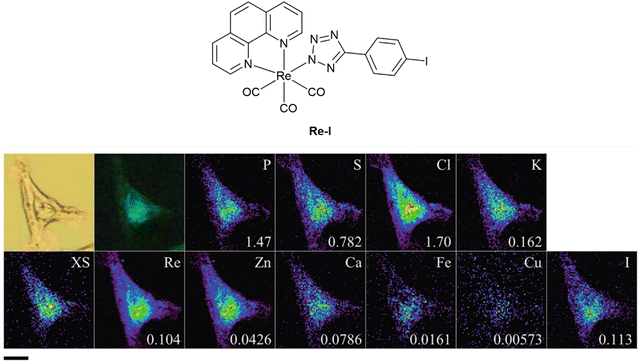 N
N
N
N
N
N
I
Re
OC
CO
CO
Re-I
P
S
Cl
K
1.47
0.782
1.70
0.162
XS
Re
Zn
Ca
Fe
Cu
I
0.104
0.0426
0.0786
0.0161
0.00573
0.113